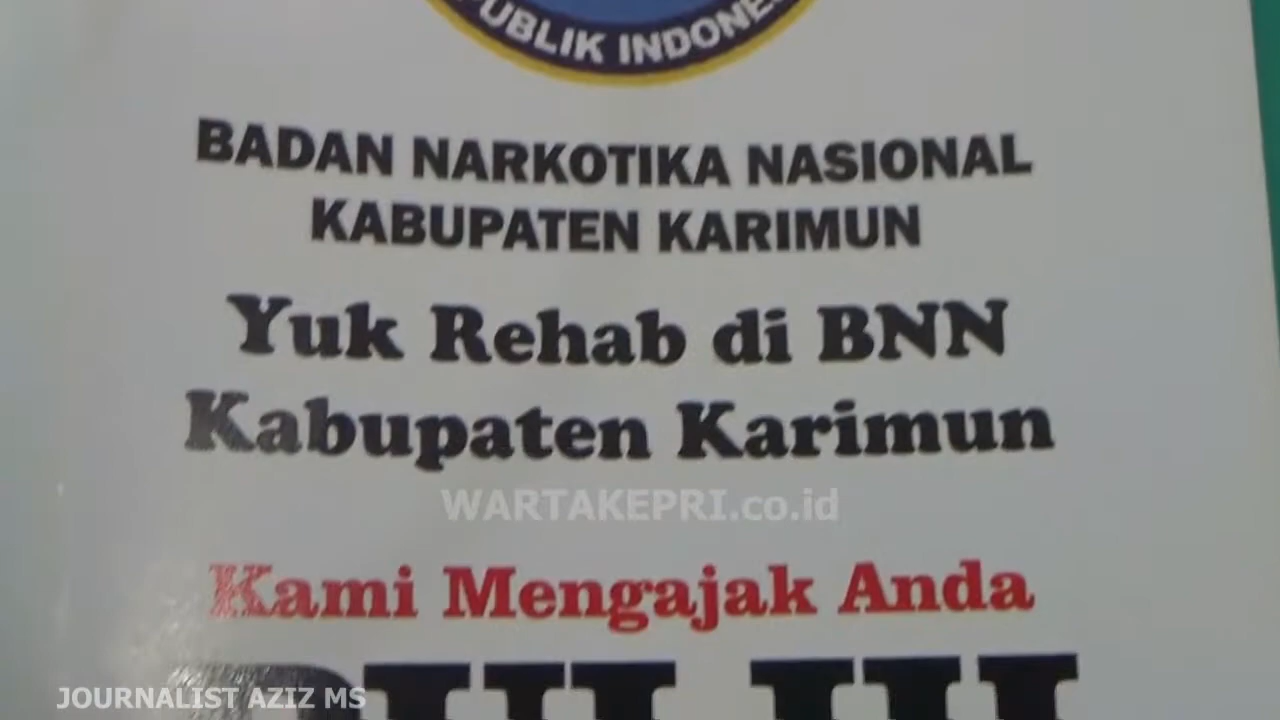 PUBLIK INDONE
BADAN NARKOTIKA NASIONAL
KABUPATEN KARIMUN
Yuk Rehab di BNN
Kabupaten Karimun
WARTAKEPRI.co.id
Kami Mengajak Anda
JOURNALIST AZIZ MS